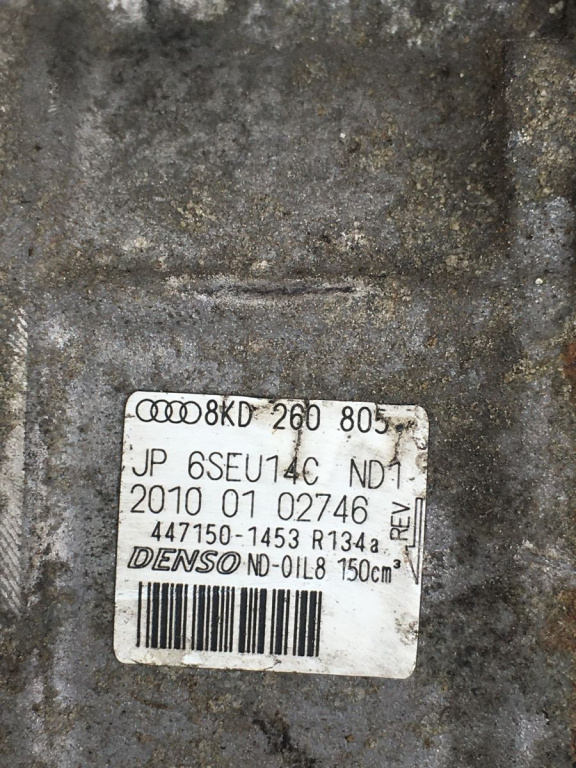 8KD 260 805
JP 6SEU14C ND1
2010 01 02746
447150-1453 R134a
DENSO ND-OIL8 150cm³
REV